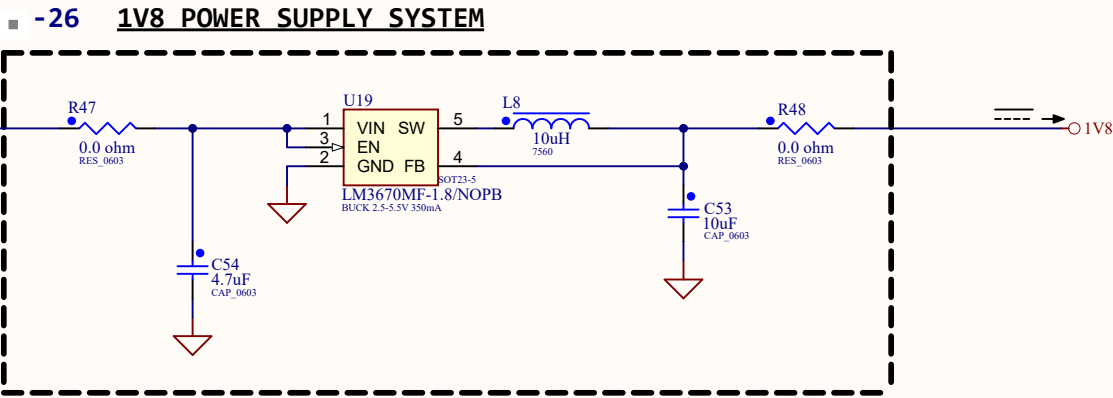 -26 1V8 POWER SUPPLY SYSTEM
R47
0.0 ohm
RES_0603
U19
1 VIN SW 5
3 EN
2 GND FB 4
SOT23-5
LM3670MF-1.8/NOPB
BUCK 2.5-5.5V 350mA
L8
10uH
7560
R48
0.0 ohm
RES_0603
1V8
C53
10uF
CAP_0603
C54
4.7uF
CAP_0603